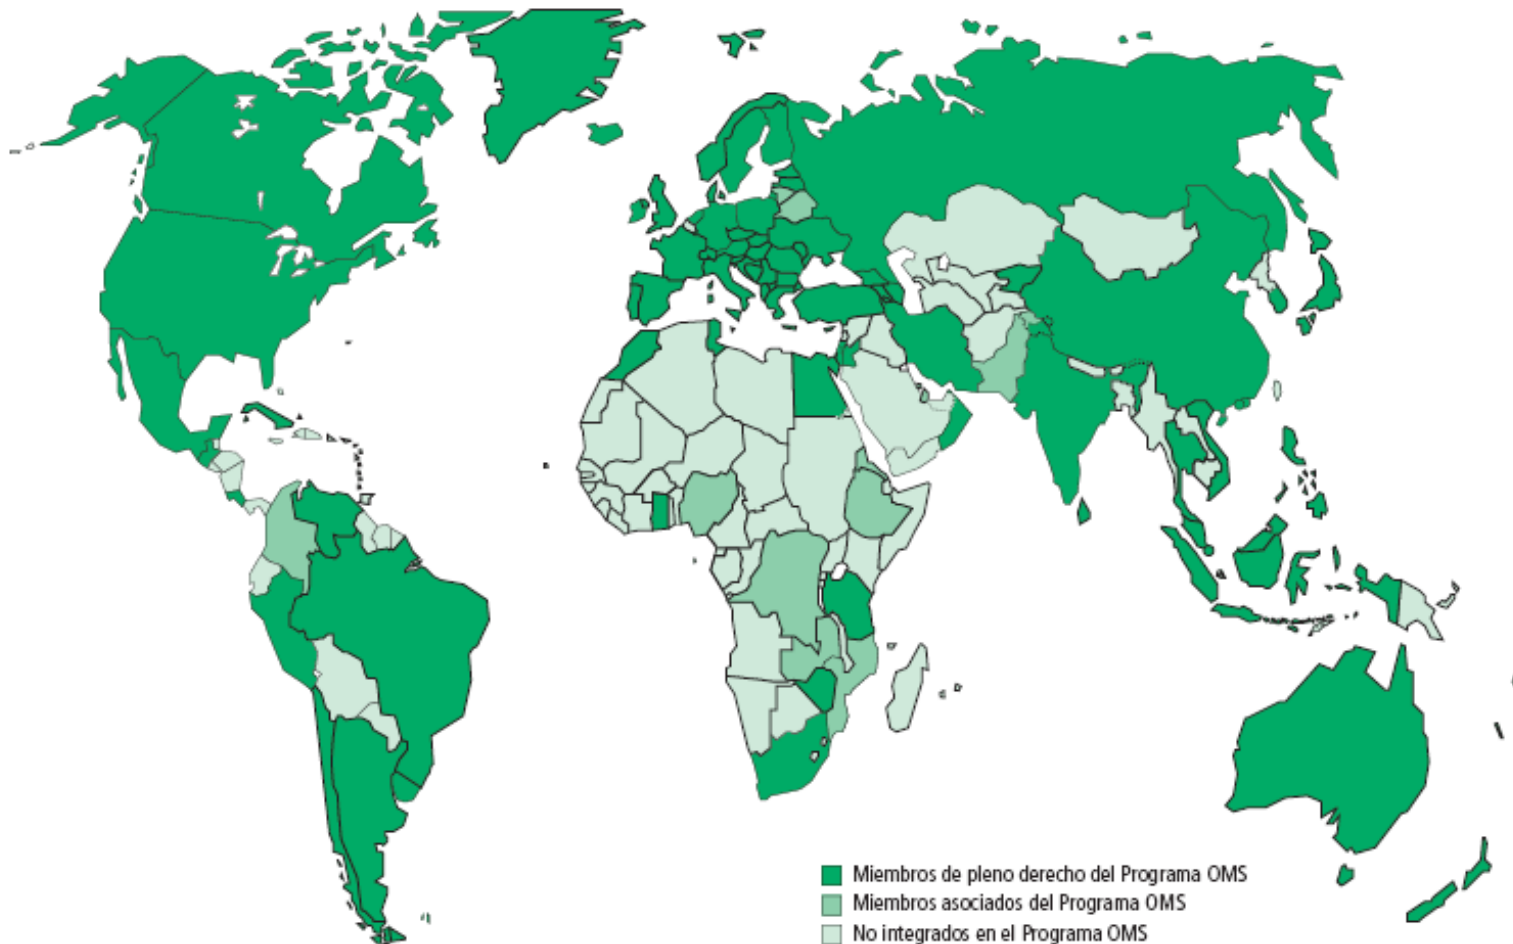 Miembros de pleno derecho del Programa OMS
Miembros asociados del Programa OMS
No integrados en el Programa OMS